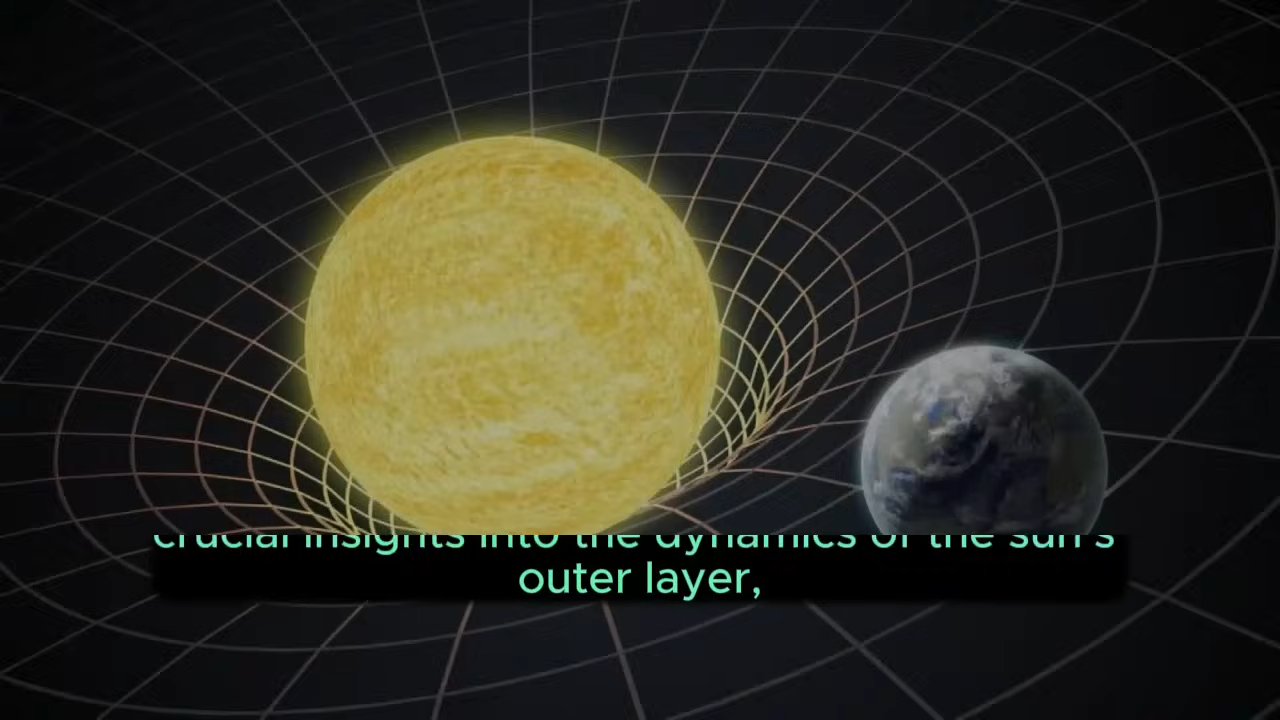 crucial insights into the dynamics of the sun's
outer layer,